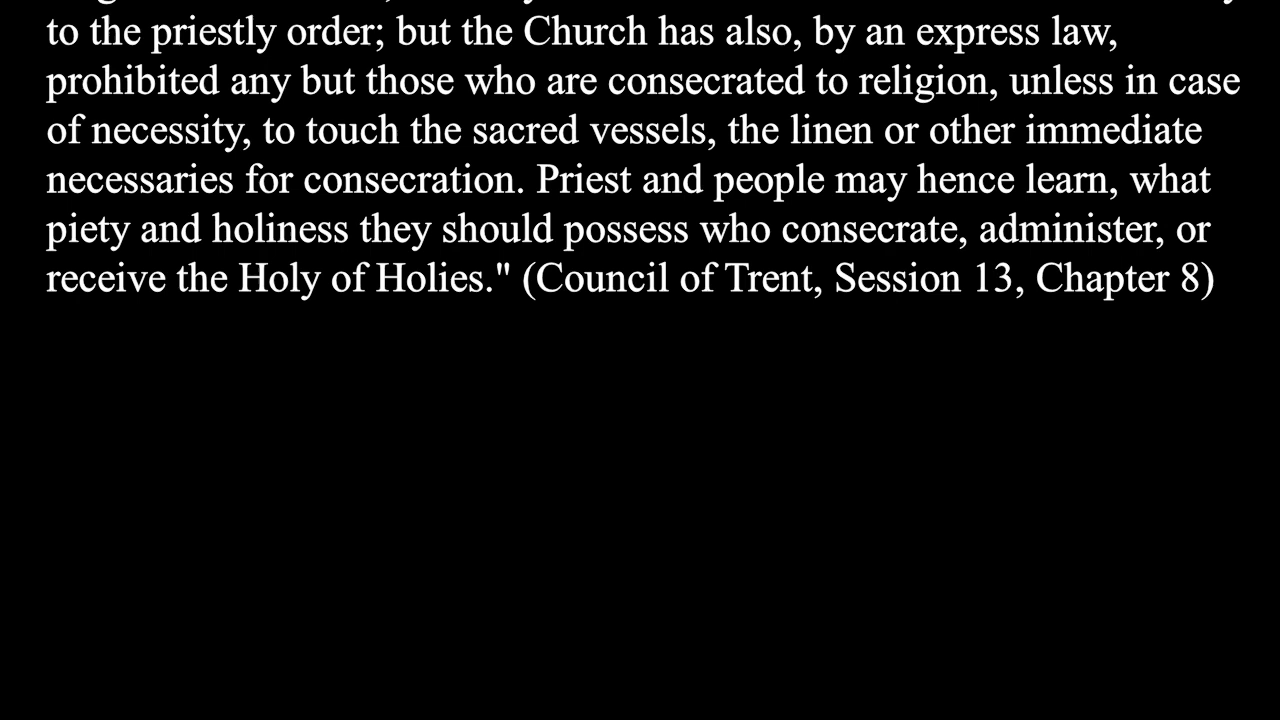 to the priestly order; but the Church has also, by an express law,
prohibited any but those who are consecrated to religion, unless in case
of necessity, to touch the sacred vessels, the linen or other immediate
necessaries for consecration. Priest and people may hence learn, what
piety and holiness they should possess who consecrate, administer, or
receive the Holy of Holies." (Council of Trent, Session 13, Chapter 8)